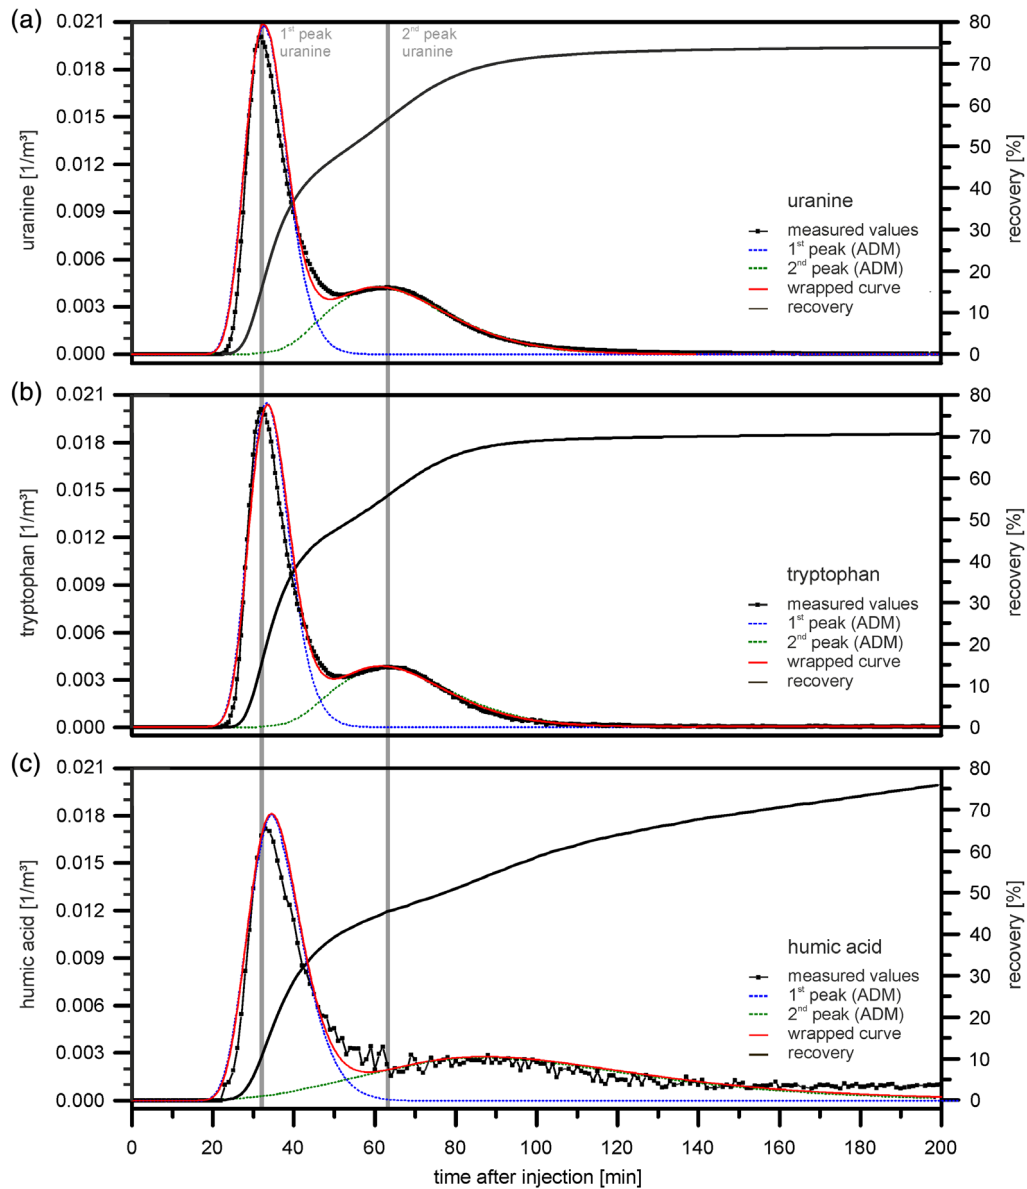 (a)
0.021
0.018
0.015
0.012
0.009
0.006
0.003
0.000
uranine [1/m³]
1st peak
uranine
2nd peak
uranine
80
70
60
50
40
30
20
10
0
recovery [%]
uranine
measured values
1st peak (ADM)
2nd peak (ADM)
wrapped curve
recovery
(b)
0.021
0.018
0.015
0.012
0.009
0.006
0.003
0.000
tryptophan [1/m³]
80
70
60
50
40
30
20
10
0
recovery [%]
tryptophan
measured values
1st peak (ADM)
2nd peak (ADM)
wrapped curve
recovery
(c)
0.021
0.018
0.015
0.012
0.009
0.006
0.003
0.000
humic acid [1/m³]
80
70
60
50
40
30
20
10
0
recovery [%]
humic acid
measured values
1st peak (ADM)
2nd peak (ADM)
wrapped curve
recovery
0 20 40 60 80 100 120 140 160 180 200
time after injection [min]